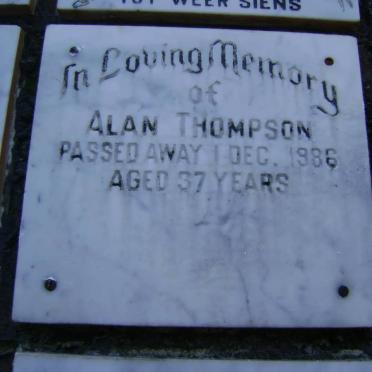 TOT WEER SIENS
In Loving Memory
of
ALAN THOMPSON
PASSED AWAY 1 DEC. 1986
AGED 37 YEARS